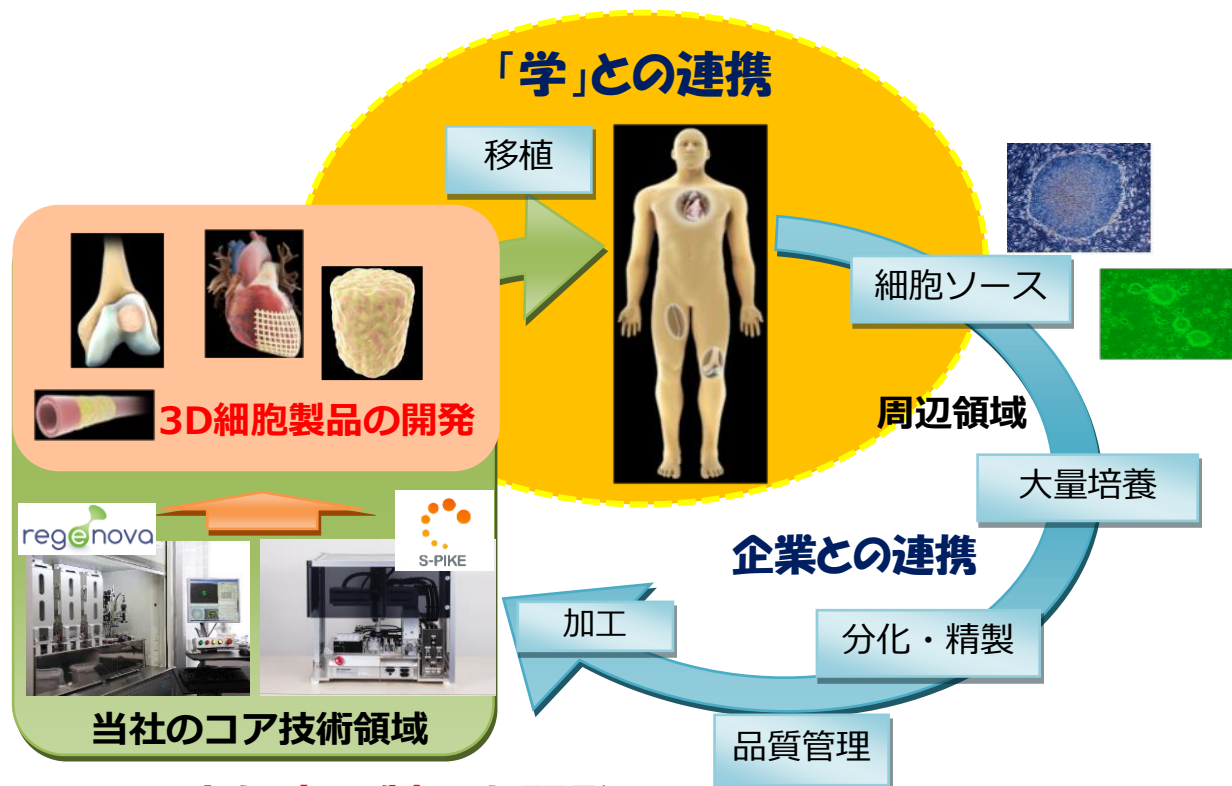 「学」との連携
移植
細胞ソース
3D細胞製品の開発
周辺領域
大量培養
regenova
S-PIKE
企業との連携
加工
分化・精製
当社のコア技術領域
品質管理